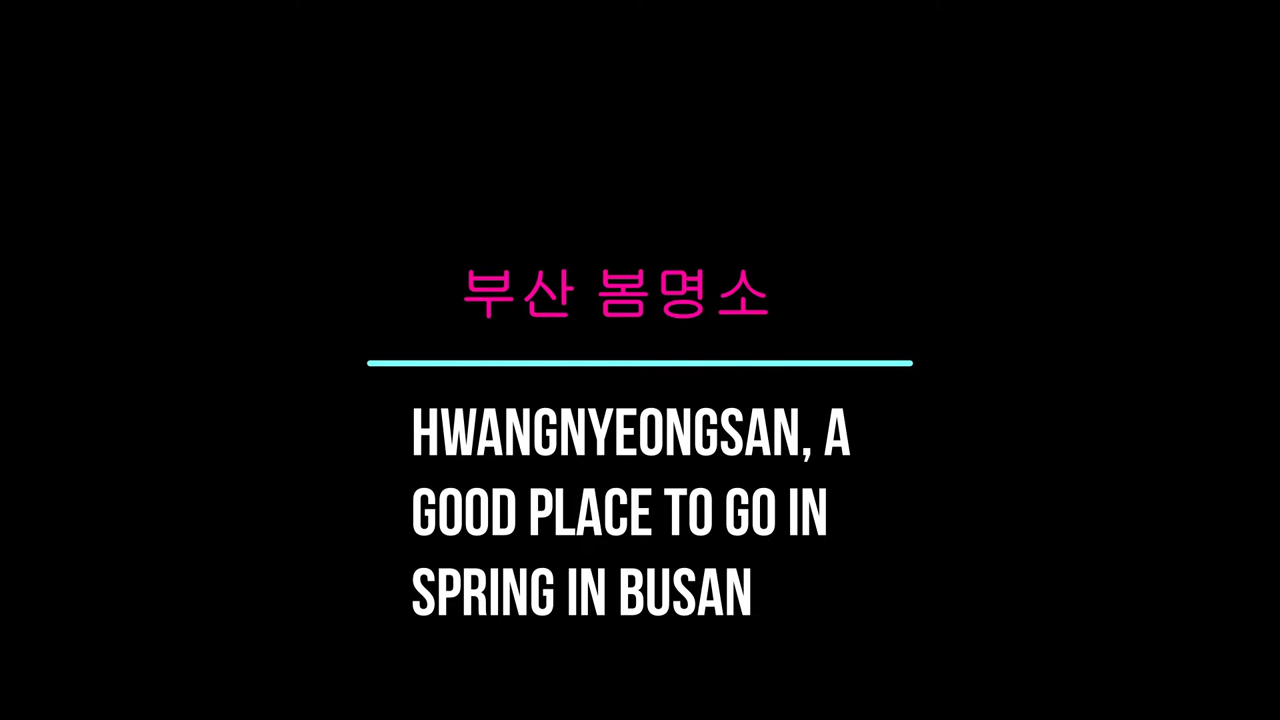 부산 봄명소
HWANGNYEONGSAN, A
GOOD PLACE TO GO IN
SPRING IN BUSAN